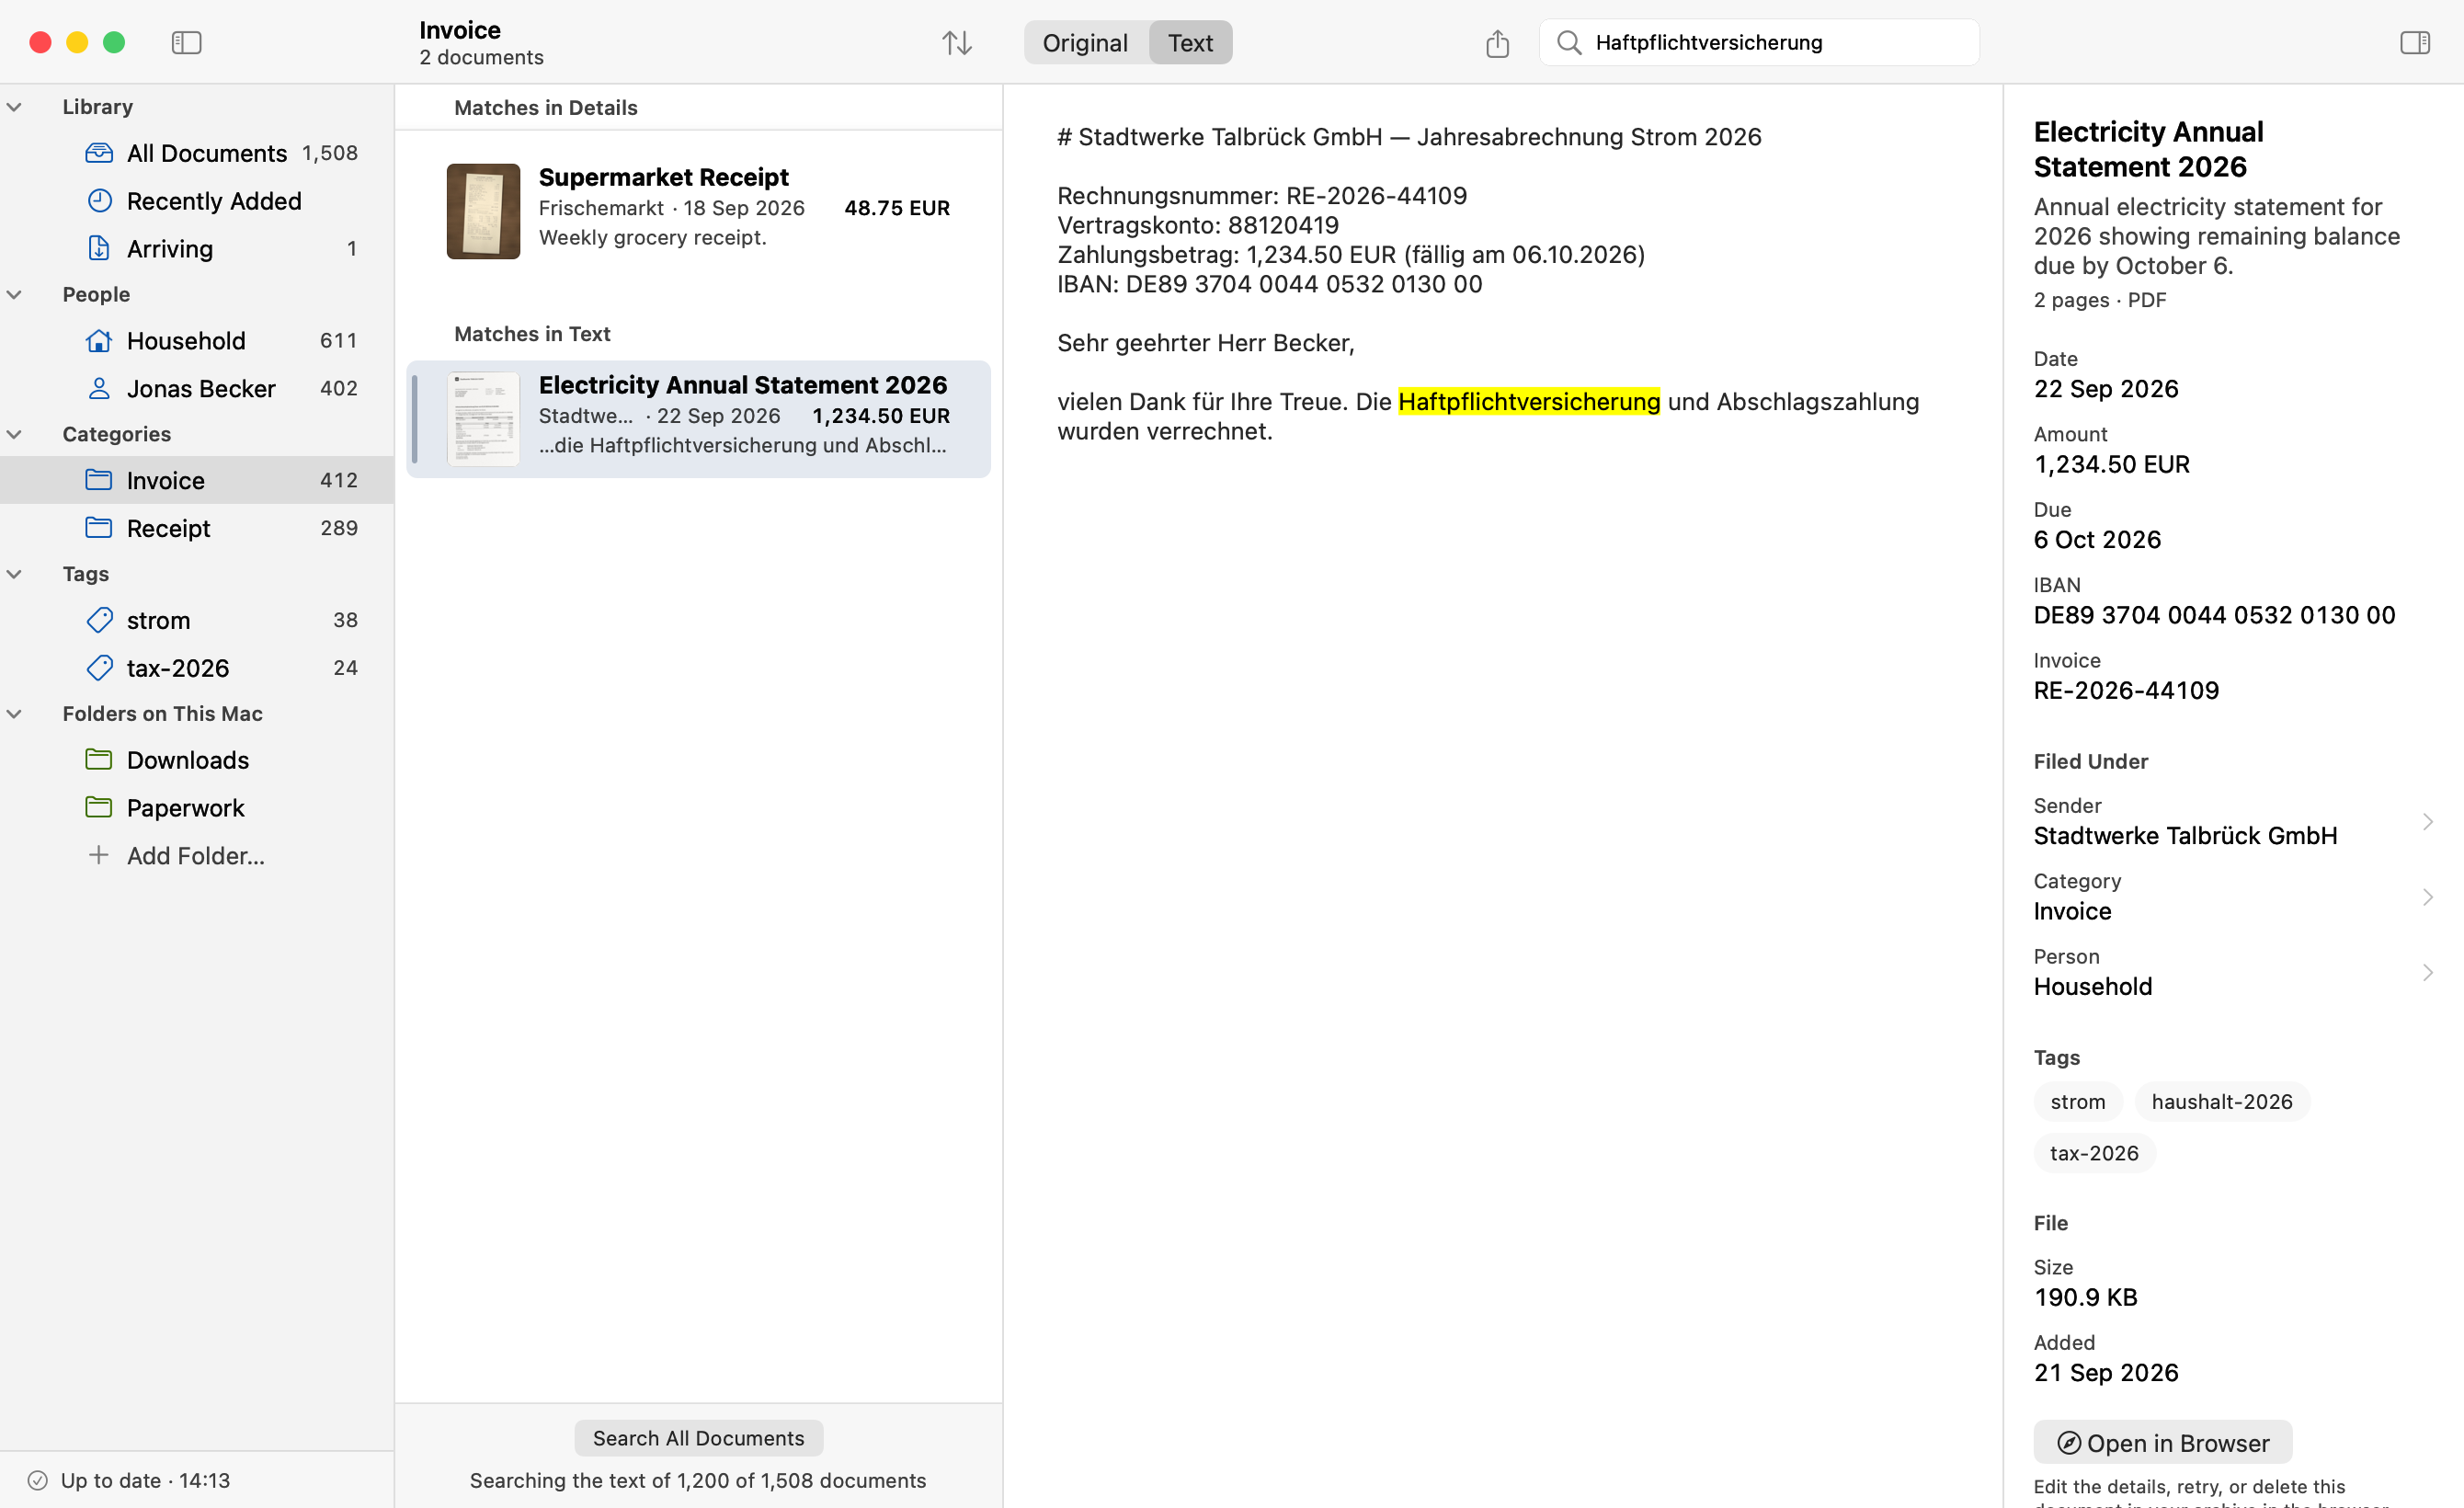 Invoice
2 documents
Original
Text
Haftpflichtversicherung
Library
All Documents 1,508
Recently Added
Arriving 1
People
Household 611
Jonas Becker 402
Categories
Invoice 412
Receipt 289
Tags
strom 38
tax-2026 24
Folders on This Mac
Downloads
Paperwork
Add Folder...
Up to date · 14:13
Matches in Details
Supermarket Receipt
Frischemarkt · 18 Sep 2026 48.75 EUR
Weekly grocery receipt.
Matches in Text
Electricity Annual Statement 2026
Stadtwe... · 22 Sep 2026 1,234.50 EUR
...die Haftpflichtversicherung und Abschl...
Search All Documents
Searching the text of 1,200 of 1,508 documents
# Stadtwerke Talbrück GmbH — Jahresabrechnung Strom 2026
Rechnungsnummer: RE-2026-44109
Vertragskonto: 88120419
Zahlungsbetrag: 1,234.50 EUR (fällig am 06.10.2026)
IBAN: DE89 3704 0044 0532 0130 00
Sehr geehrter Herr Becker,
vielen Dank für Ihre Treue. Die Haftpflichtversicherung und Abschlagszahlung
wurden verrechnet.
Electricity Annual
Statement 2026
Annual electricity statement for
2026 showing remaining balance
due by October 6.
2 pages · PDF
Date
22 Sep 2026
Amount
1,234.50 EUR
Due
6 Oct 2026
IBAN
DE89 3704 0044 0532 0130 00
Invoice
RE-2026-44109
Filed Under
Sender
Stadtwerke Talbrück GmbH
Category
Invoice
Person
Household
Tags
strom
haushalt-2026
tax-2026
File
Size
190.9 KB
Added
21 Sep 2026
Open in Browser
Edit the details, retry, or delete this